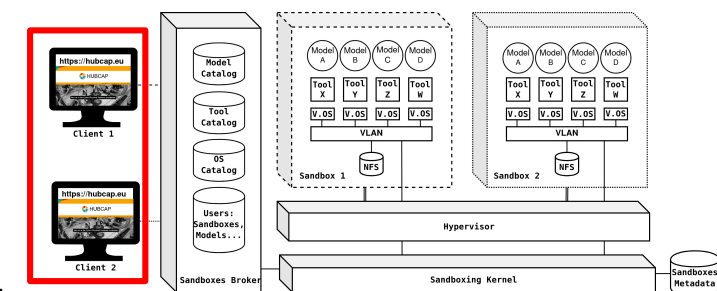 https://hubcap.eu
HUBCAP
Client 1
https://hubcap.eu
HUBCAP
Client 2
Model
Catalog
Tool
Catalog
OS
Catalog
Users:
Sandboxes,
Models...
Sandboxes Broker
Model
A
Model
B
Model
C
Model
D
Tool
X
Tool
Y
Tool
Z
Tool
W
V.OS
V.OS
V.OS
V.OS
VLAN
NFS
Sandbox 1
Model
A
Model
B
Model
C
Model
D
Tool
X
Tool
Y
Tool
Z
Tool
W
V.OS
V.OS
V.OS
V.OS
VLAN
NFS
Sandbox 2
Hypervisor
Sandboxing Kernel
Sandboxes
Metadata